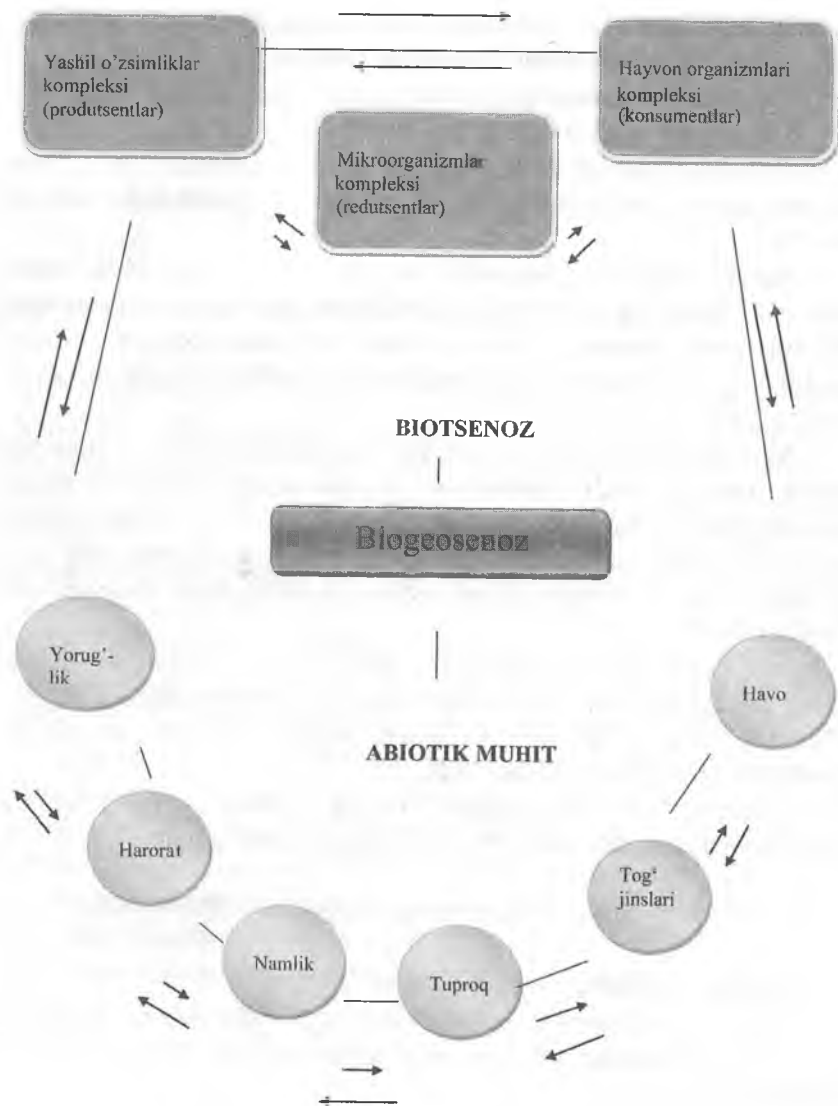 Yashil o’zsimliklar
kompleksi
(produtsentlar)
Hayvon organizmlari
kompleksi
(konsumentlar)
Mikroorganizmlar
kompleksi
(redutsentlar)
BIOTSENOZ
Biogeosenoz
Yorug’-
lik
Havo
ABIOTIK MUHIT
Harorat
Tog‘
jinslari
Namlik
Tuproq